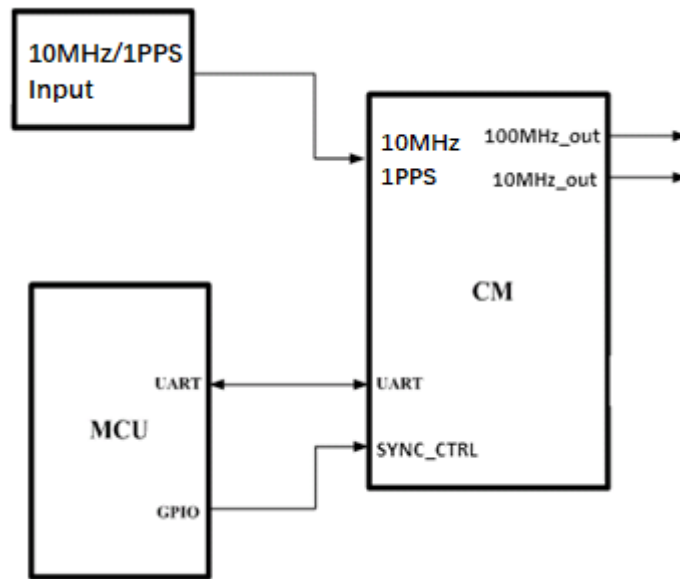 10MHz/1PPS
Input
10MHz
1PPS
100MHz_out
10MHz_out
CM
UART
SYNC_CTRL
UART
MCU
GPIO